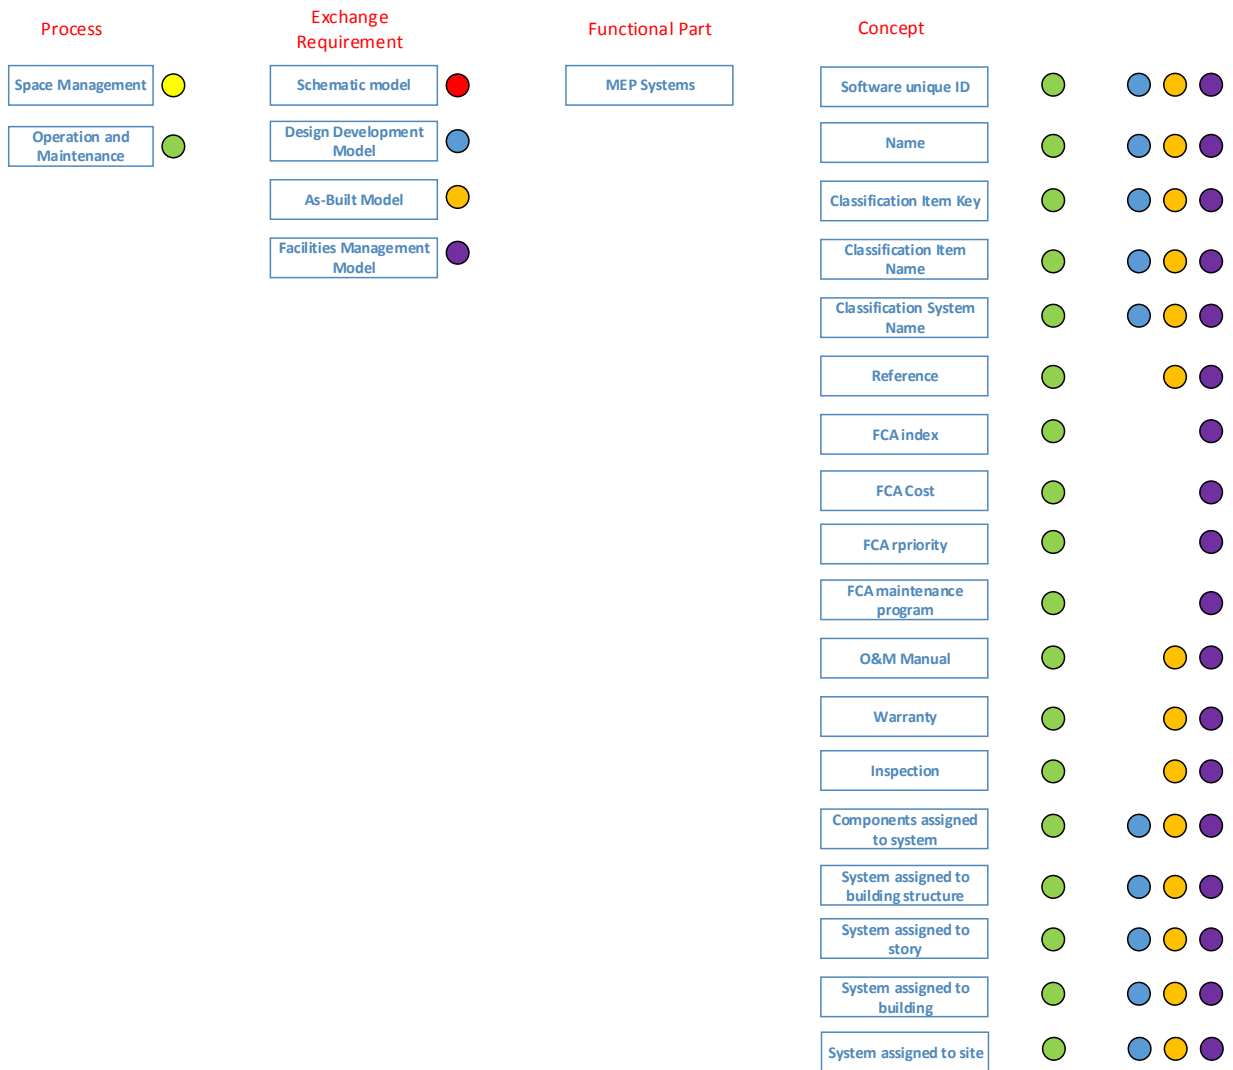 Process
Exchange
Requirement
Functional Part
Concept
Space Management
Operation and
Maintenance
Schematic model
Design Development
Model
As-Built Model
Facilities Management
Model
MEP Systems
Software unique ID
Name
Classification Item Key
Classification Item
Name
Classification System
Name
Reference
FCA index
FCA Cost
FCA rpriority
FCA maintenance
program
O&M Manual
Warranty
Inspection
Components assigned
to system
System assigned to
building structure
System assigned to
story
System assigned to
building
System assigned to site